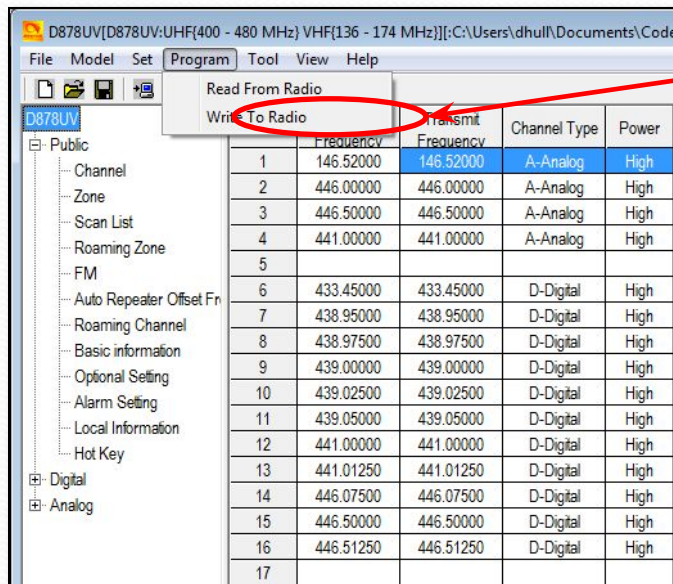 D878UV[D878UV:UHF{400 - 480 MHz} VHF{136 - 174 MHz}][:C:\Users\dhull\Documents\Code
File Model Set Program Tool View Help
Read From Radio
Write To Radio
D878UV
Public
Channel
Zone
Scan List
Roaming Zone
FM
Auto Repeater Offset Fr
Roaming Channel
Basic information
Optional Setting
Alarm Setting
Local Information
Hot Key
Digital
Analog
Frequency Transmit Frequency Channel Type Power
1 146.52000 146.52000 A-Analog High
2 446.00000 446.00000 A-Analog High
3 446.50000 446.50000 A-Analog High
4 441.00000 441.00000 A-Analog High
5
6 433.45000 433.45000 D-Digital High
7 438.95000 438.95000 D-Digital High
8 438.97500 438.97500 D-Digital High
9 439.00000 439.00000 D-Digital High
10 439.02500 439.02500 D-Digital High
11 439.05000 439.05000 D-Digital High
12 441.00000 441.00000 D-Digital High
13 441.01250 441.01250 D-Digital High
14 446.07500 446.07500 D-Digital High
15 446.50000 446.50000 D-Digital High
16 446.51250 446.51250 D-Digital High
17